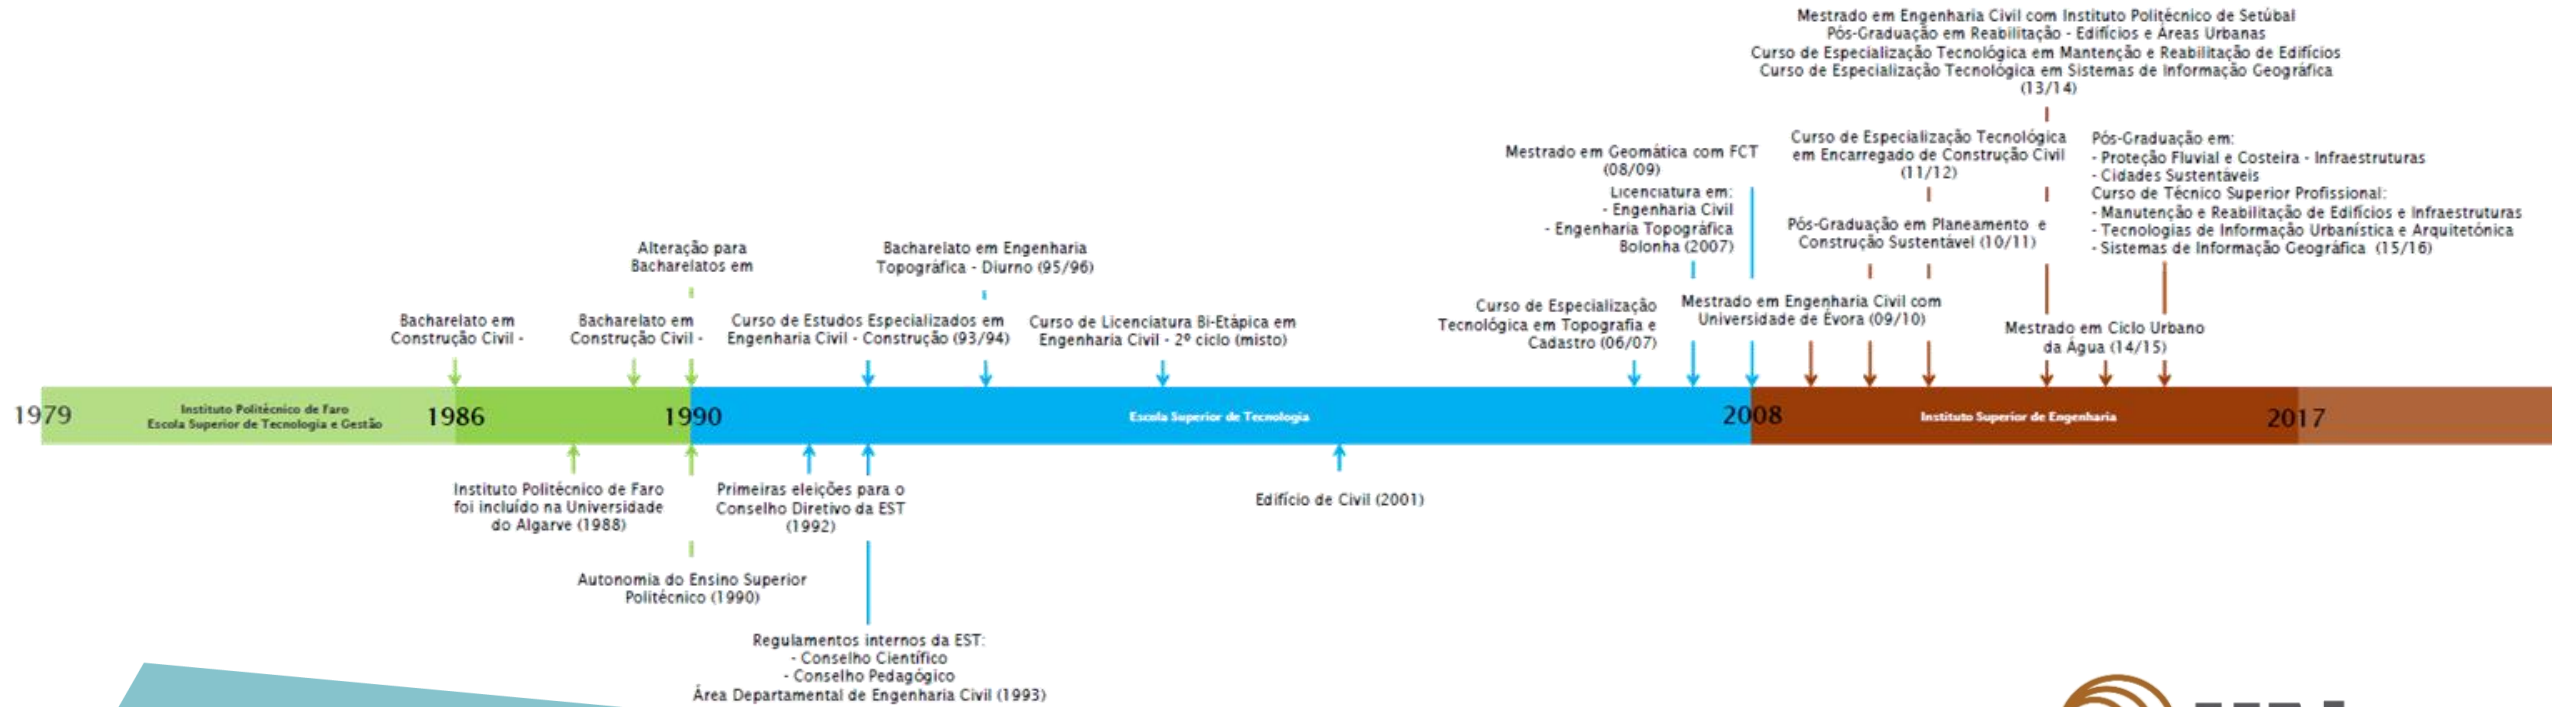 Mestrado em Engenharia Civil com Instituto Politécnico de Setúbal
Pós-Graduação em Reabilitação - Edifícios e Áreas Urbanas
Curso de Especialização Tecnológica em Mantenção e Reabilitação de Edifícios
Curso de Especialização Tecnológica em Sistemas de Informação Geográfica
(13/14)
Mestrado em Geomática com FCT
(08/09)
Licenciatura em:
- Engenharia Civil
- Engenharia Topográfica
Bolonha (2007)
Curso de Especialização Tecnológica
em Encarregado de Construção Civil
(11/12)
Pós-Graduação em:
- Proteção Fluvial e Costeira - Infraestruturas
- Cidades Sustentáveis
Curso de Técnico Superior Profissional:
- Manutenção e Reabilitação de Edifícios e Infraestruturas
- Tecnologias de Informação Urbanística e Arquitetónica
- Sistemas de Informação Geográfica (15/16)
Pós-Graduação em Planeamento e
Construção Sustentável (10/11)
Alteração para
Bacharelatos em
Bacharelato em Engenharia
Topográfica - Diurno (95/96)
Bacharelato em
Construção Civil -
Bacharelato em
Construção Civil -
Curso de Estudos Especializados em
Engenharia Civil - Construção (93/94)
Curso de Licenciatura Bi-Etápica em
Engenharia Civil - 2º ciclo (misto)
Curso de Especialização
Tecnológica em Topografia e
Cadastro (06/07)
Mestrado em Engenharia Civil com
Universidade de Évora (09/10)
Mestrado em Ciclo Urbano
da Água (14/15)
1979
Instituto Politécnico de Faro
Escola Superior de Tecnologia e Gestão
1986
1990
Escola Superior de Tecnologia
2008
Instituto Superior de Engenharia
2017
Instituto Politécnico de Faro
foi incluído na Universidade
do Algarve (1988)
Primeiras eleições para o
Conselho Diretivo da EST
(1992)
Edifício de Civil (2001)
Autonomia do Ensino Superior
Politécnico (1990)
Regulamentos internos da EST:
- Conselho Científico
- Conselho Pedagógico
Área Departamental de Engenharia Civil (1993)